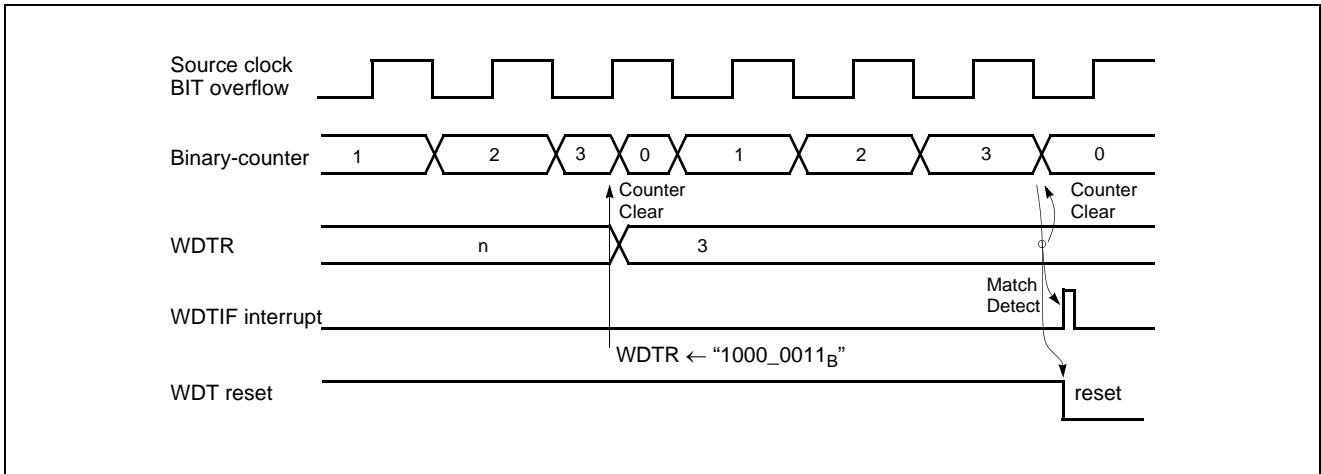 Source clock
BIT overflow
Binary-counter
1 2 3 0 1 2 3 0
Counter
Clear
Counter
Clear
WDTR
n 3
Match
Detect
WDTIF interrupt
WDTR ← “1000_0011B”
WDT reset
reset